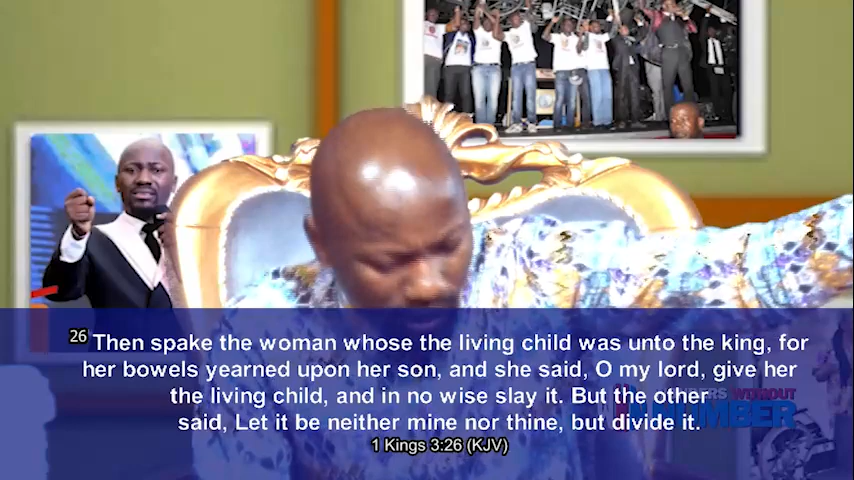 26 Then spake the woman whose the living child was unto the king, for
her bowels yearned upon her son, and she said, O my lord, give her
the living child, and in no wise slay it. But the other
said, Let it be neither mine nor thine, but divide it.
1 Kings 3:26 (KJV)
WITHOUT
NUMBER